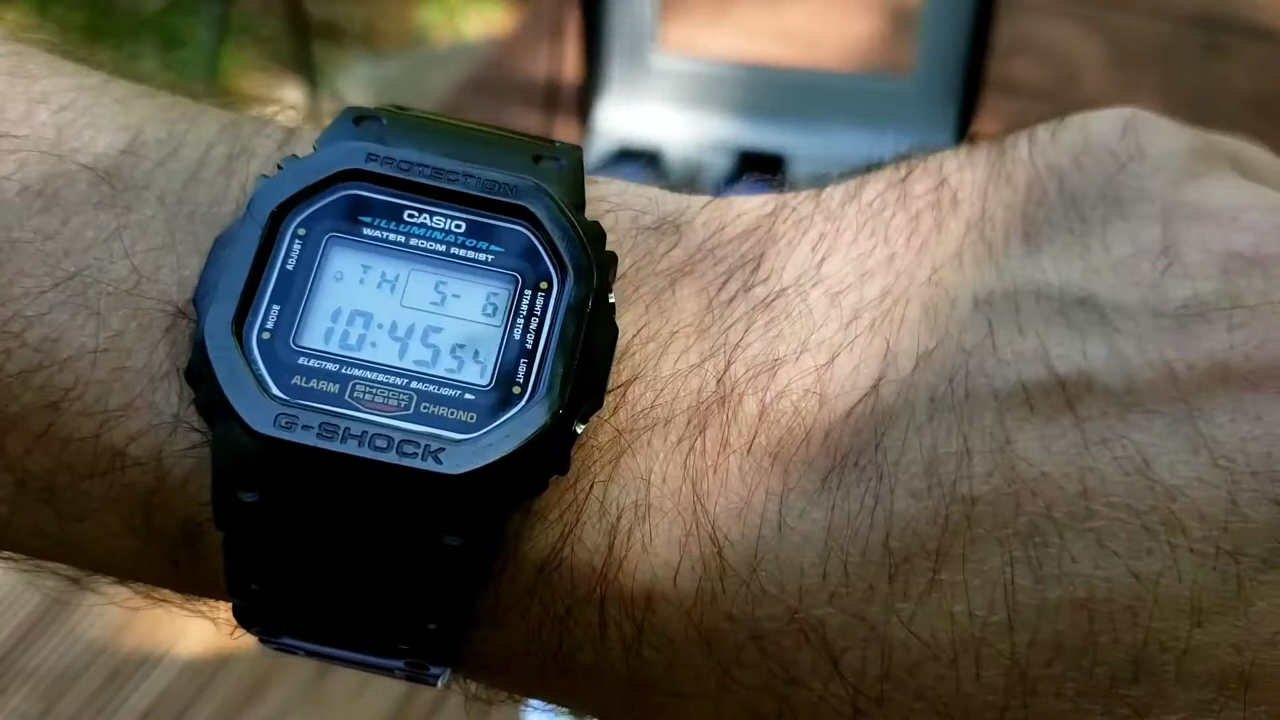 PROTECTION
CASIO
ILLUMINATOR
WATER 200M RESIST
ADJUST
MODE
LIGHT ON/OFF
START·STOP
LIGHT
TH 5- 6
10:45 54
ELECTRO LUMINESCENT BACKLIGHT
ALARM
SHOCK
RESIST
CHRONO
G-SHOCK